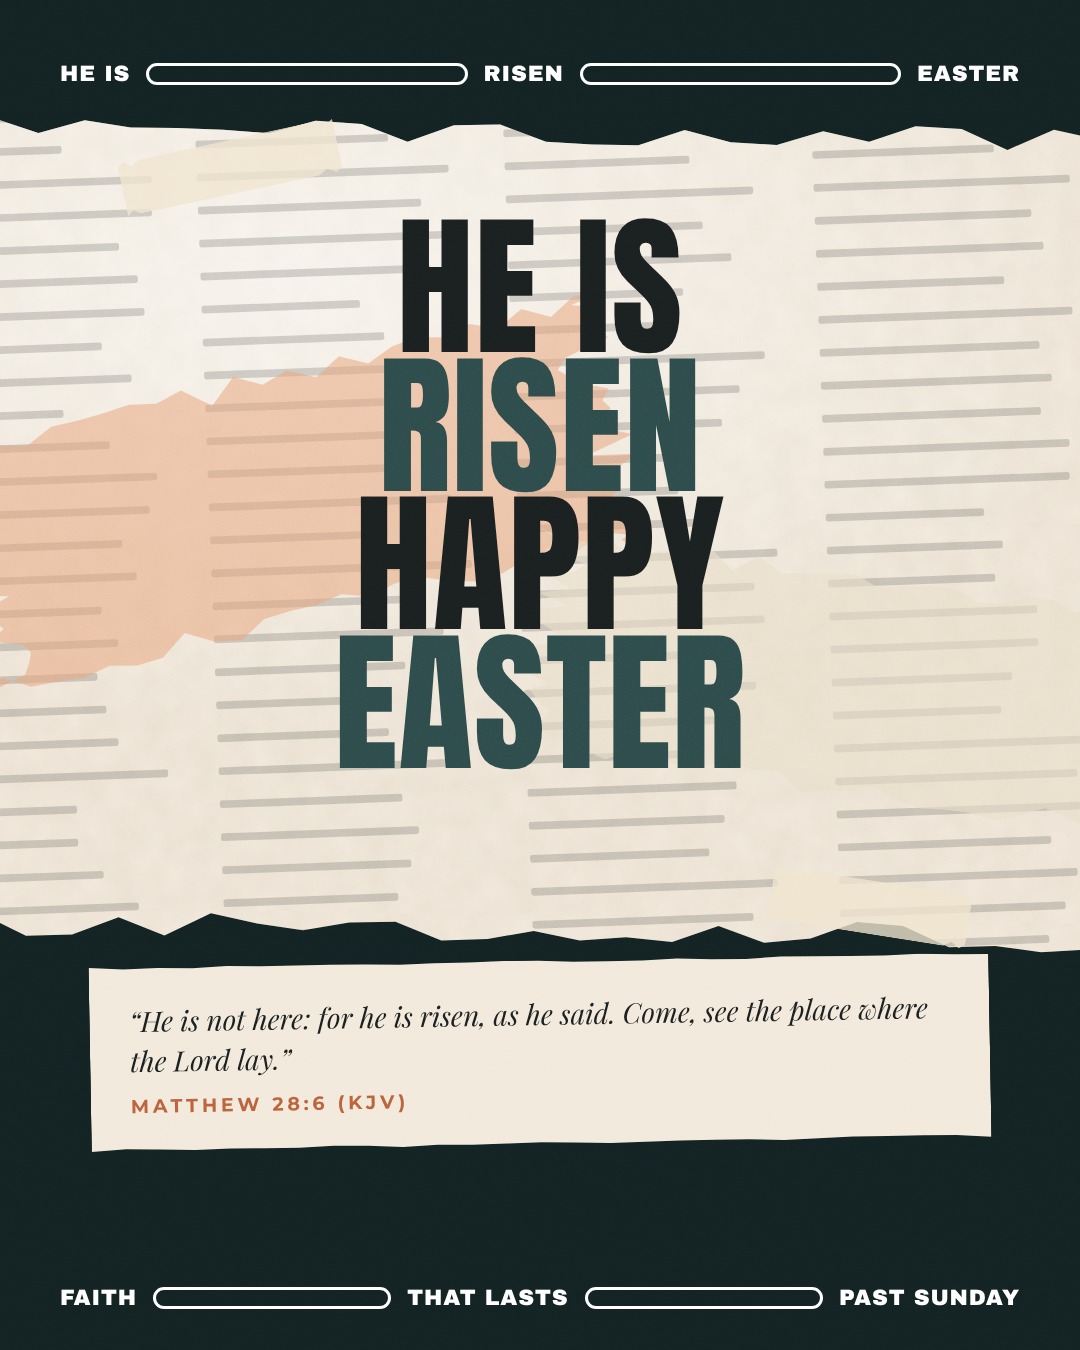 HE IS RISEN EASTER
HE IS
RISEN
HAPPY
EASTER
“He is not here: for he is risen, as he said. Come, see the place where
the Lord lay.”
MATTHEW 28:6 (KJV)
FAITH THAT LASTS PAST SUNDAY